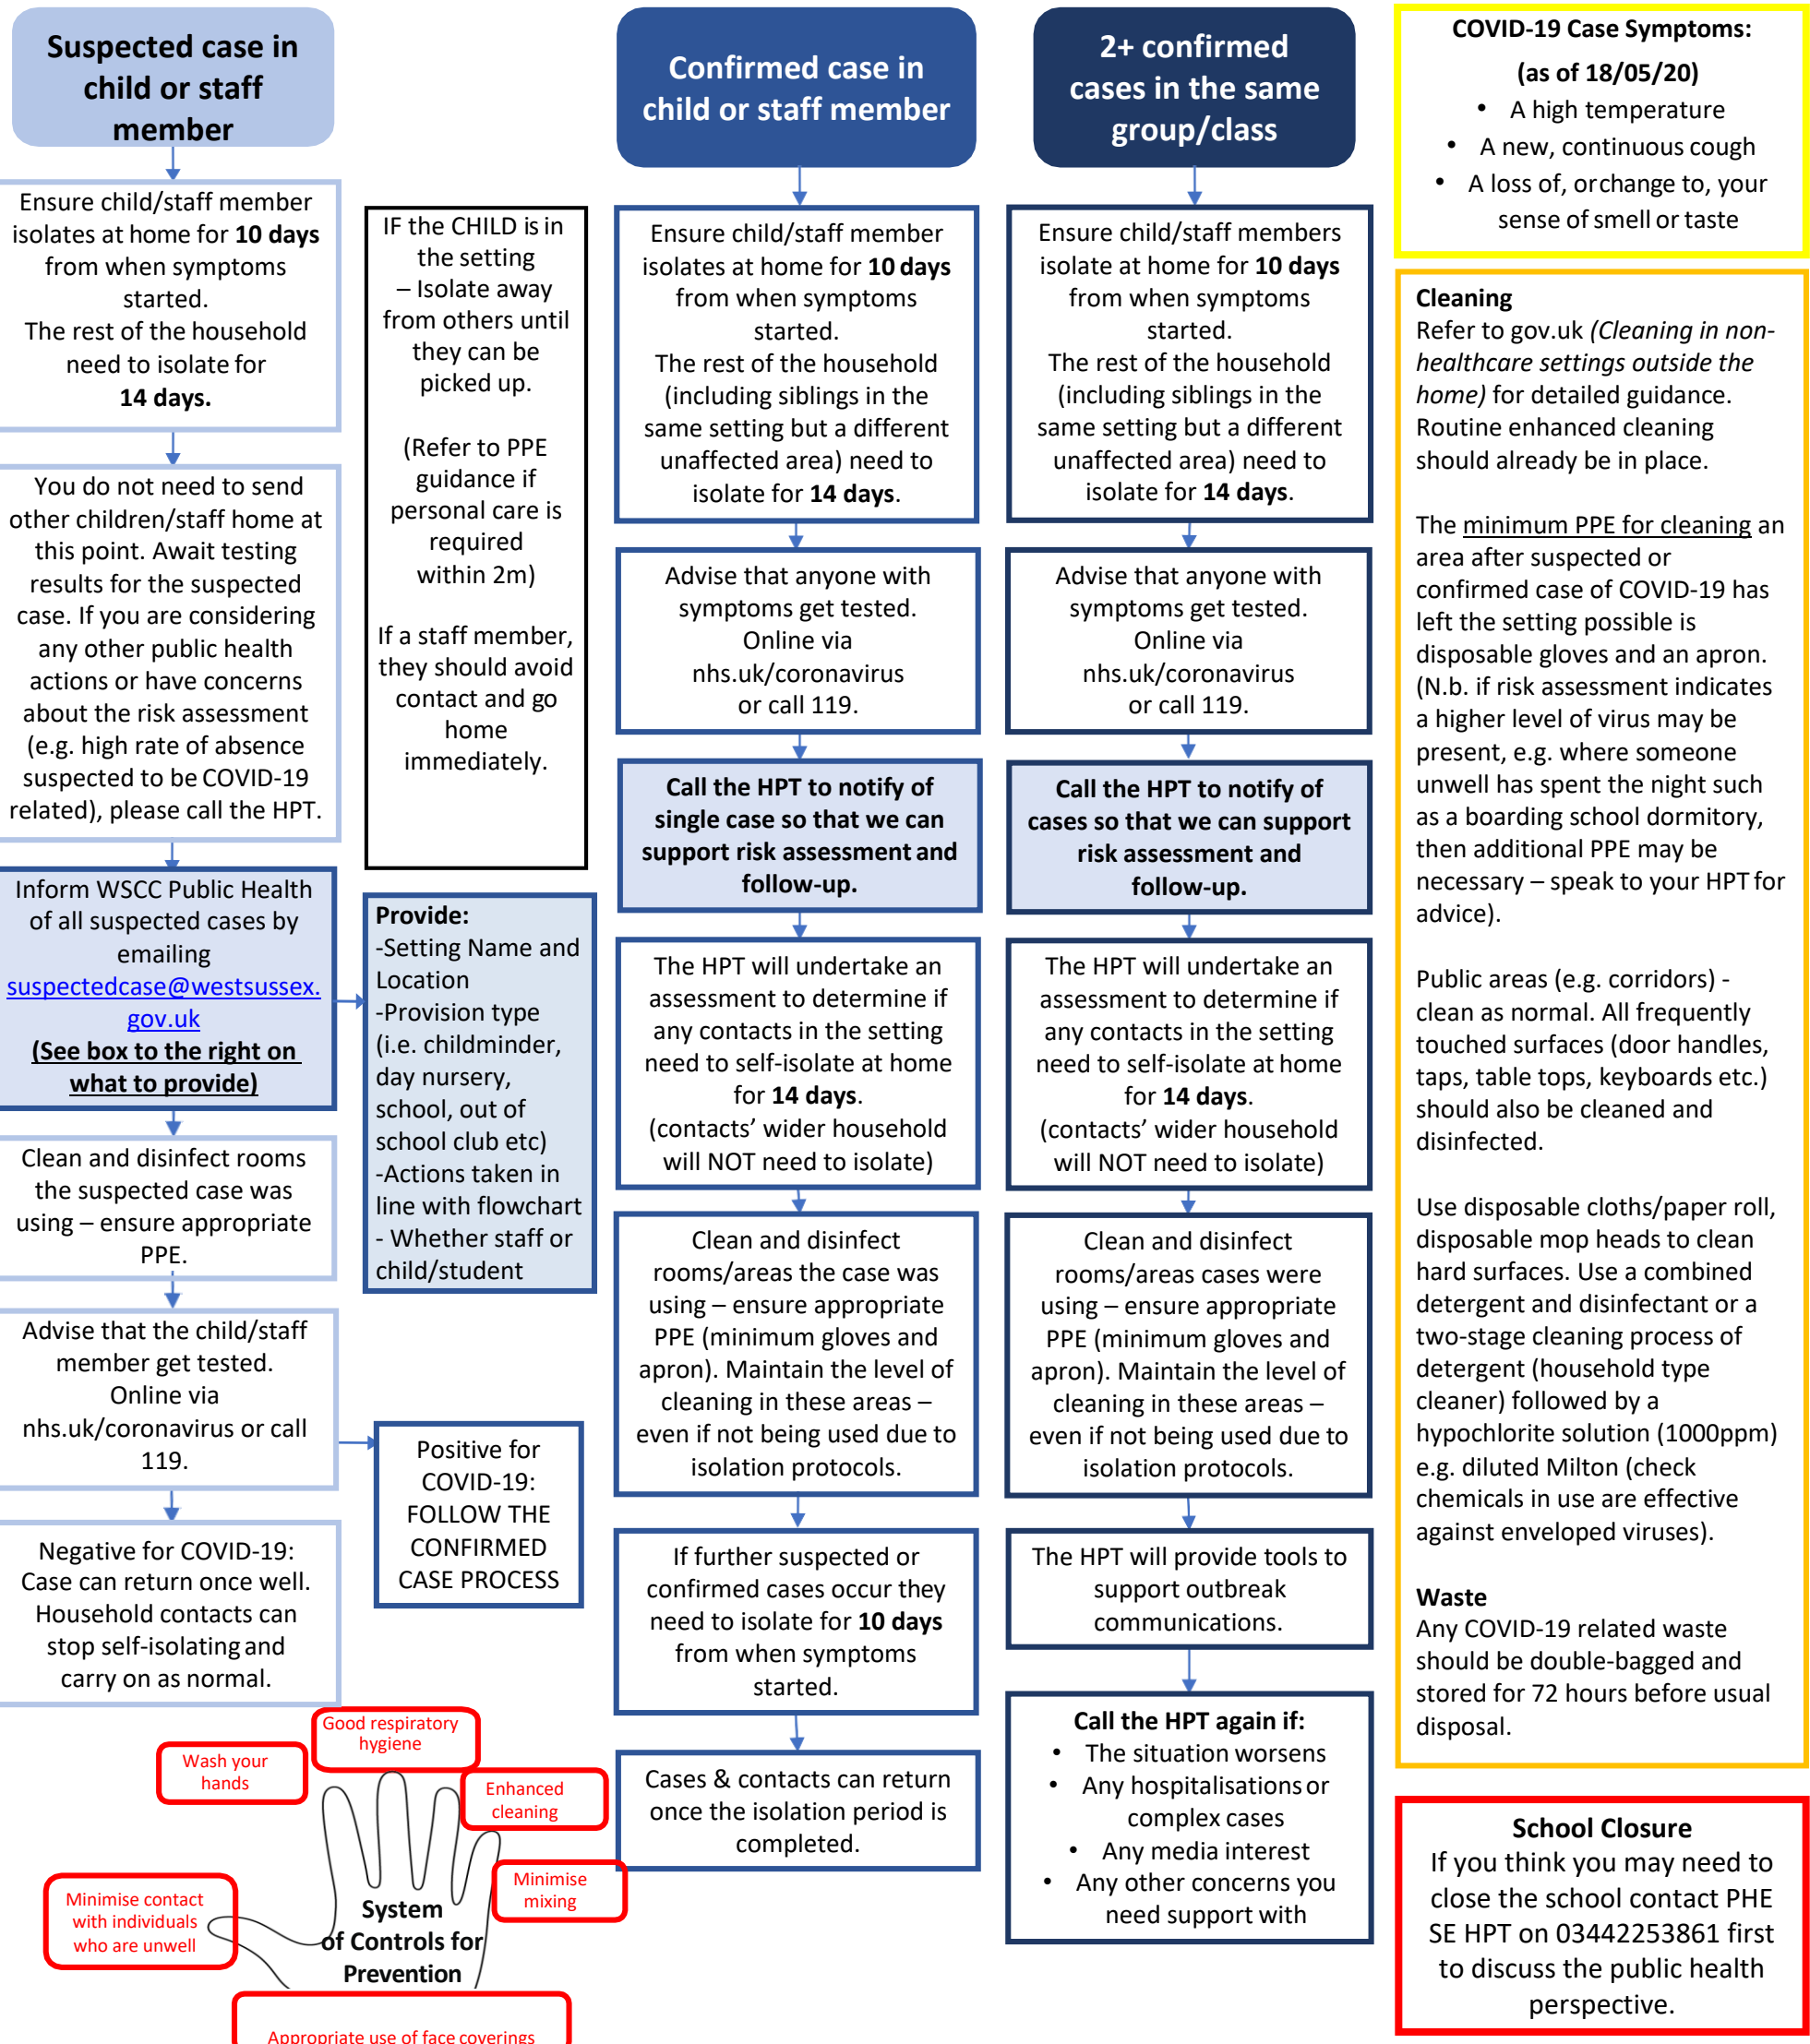 Suspected case in
child or staff
member
Ensure child/staff member
isolates at home for 10 days
from when symptoms
started.
The rest of the household
need to isolate for
14 days.
You do not need to send
other children/staff home at
this point. Await testing
results for the suspected
case. If you are considering
any other public health
actions or have concerns
about the risk assessment
(e.g. high rate of absence
suspected to be COVID-19
related), please call the HPT.
Inform WSCC Public Health
of all suspected cases by
emailing
suspectedcase@westsussex.
gov.uk
(See box to the right on
what to provide)
Clean and disinfect rooms
the suspected case was
using – ensure appropriate
PPE.
Advise that the child/staff
member get tested.
Online via
nhs.uk/coronavirus or call
119.
Negative for COVID-19:
Case can return once well.
Household contacts can
stop self-isolating and
carry on as normal.
IF the CHILD is in
the setting
– Isolate away
from others until
they can be
picked up.
(Refer to PPE
guidance if
personal care is
required
within 2m)
If a staff member,
they should avoid
contact and go
home
immediately.
Provide:
-Setting Name and
Location
-Provision type
(i.e. childminder,
day nursery,
school, out of
school club etc)
-Actions taken in
line with flowchart
- Whether staff or
child/student
Positive for
COVID-19:
FOLLOW THE
CONFIRMED
CASE PROCESS
Good respiratory
hygiene
Wash your
hands
Enhanced
cleaning
Minimise
mixing
Minimise contact
with individuals
who are unwell
System
of Controls for
Prevention
Appropriate use of face coverings
Confirmed case in
child or staff member
Ensure child/staff member
isolates at home for 10 days
from when symptoms
started.
The rest of the household
(including siblings in the
same setting but a different
unaffected area) need to
isolate for 14 days.
Advise that anyone with
symptoms get tested.
Online via
nhs.uk/coronavirus
or call 119.
Call the HPT to notify of
single case so that we can
support risk assessment and
follow-up.
The HPT will undertake an
assessment to determine if
any contacts in the setting
need to self-isolate at home
for 14 days.
(contacts’ wider household
will NOT need to isolate)
Clean and disinfect
rooms/areas the case was
using – ensure appropriate
PPE (minimum gloves and
apron). Maintain the level of
cleaning in these areas –
even if not being used due to
isolation protocols.
If further suspected or
confirmed cases occur they
need to isolate for 10 days
from when symptoms
started.
Cases & contacts can return
once the isolation period is
completed.
2+ confirmed
cases in the same
group/class
Ensure child/staff members
isolate at home for 10 days
from when symptoms
started.
The rest of the household
(including siblings in the
same setting but a different
unaffected area) need to
isolate for 14 days.
Advise that anyone with
symptoms get tested.
Online via
nhs.uk/coronavirus
or call 119.
Call the HPT to notify of
cases so that we can support
risk assessment and
follow-up.
The HPT will undertake an
assessment to determine if
any contacts in the setting
need to self-isolate at home
for 14 days.
(contacts’ wider household
will NOT need to isolate)
Clean and disinfect
rooms/areas cases were
using – ensure appropriate
PPE (minimum gloves and
apron). Maintain the level of
cleaning in these areas –
even if not being used due to
isolation protocols.
The HPT will provide tools to
support outbreak
communications.
Call the HPT again if:
• The situation worsens
• Any hospitalisations or
complex cases
• Any media interest
• Any other concerns you
need support with
COVID-19 Case Symptoms:
(as of 18/05/20)
• A high temperature
• A new, continuous cough
• A loss of, orchange to, your
sense of smell or taste
Cleaning
Refer to gov.uk (Cleaning in non-
healthcare settings outside the
home) for detailed guidance.
Routine enhanced cleaning
should already be in place.
The minimum PPE for cleaning an
area after suspected or
confirmed case of COVID-19 has
left the setting possible is
disposable gloves and an apron.
(N.b. if risk assessment indicates
a higher level of virus may be
present, e.g. where someone
unwell has spent the night such
as a boarding school dormitory,
then additional PPE may be
necessary – speak to your HPT for
advice).
Public areas (e.g. corridors) -
clean as normal. All frequently
touched surfaces (door handles,
taps, table tops, keyboards etc.)
should also be cleaned and
disinfected.
Use disposable cloths/paper roll,
disposable mop heads to clean
hard surfaces. Use a combined
detergent and disinfectant or a
two-stage cleaning process of
detergent (household type
cleaner) followed by a
hypochlorite solution (1000ppm)
e.g. diluted Milton (check
chemicals in use are effective
against enveloped viruses).
Waste
Any COVID-19 related waste
should be double-bagged and
stored for 72 hours before usual
disposal.
School Closure
If you think you may need to
close the school contact PHE
SE HPT on 03442253861 first
to discuss the public health
perspective.